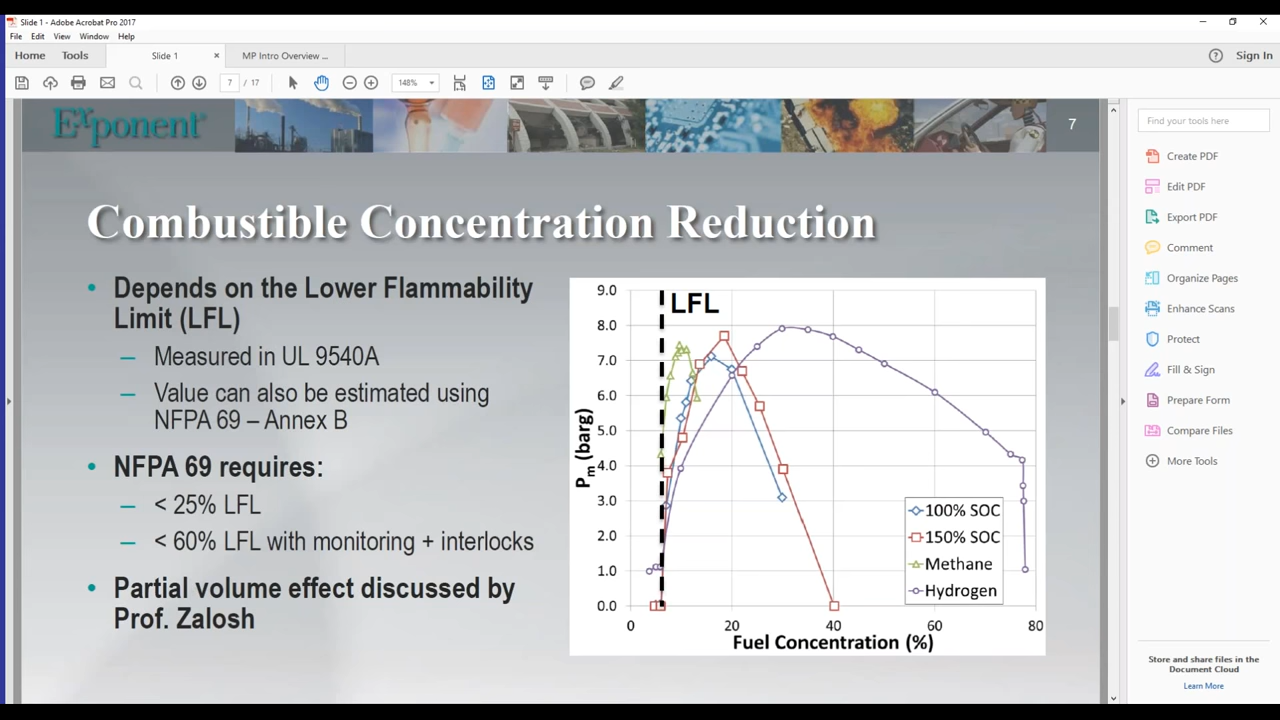 Slide 1 - Adobe Acrobat Pro 2017
File Edit View Window Help
Home Tools Slide 1 × MP Intro Overview ... Sign In
7 / 17 148%
Exponent®
7
Combustible Concentration Reduction
• Depends on the Lower Flammability
Limit (LFL)
– Measured in UL 9540A
– Value can also be estimated using
NFPA 69 – Annex B
• NFPA 69 requires:
– < 25% LFL
– < 60% LFL with monitoring + interlocks
• Partial volume effect discussed by
Prof. Zalosh
LFL
9.0
8.0
7.0
6.0
5.0
4.0
3.0
2.0
1.0
0.0
Pm (barg)
0 20 40 60 80
Fuel Concentration (%)
100% SOC
150% SOC
Methane
Hydrogen
Find your tools here
Create PDF
Edit PDF
Export PDF
Comment
Organize Pages
Enhance Scans
Protect
Fill & Sign
Prepare Form
Compare Files
More Tools
Store and share files in the
Document Cloud
Learn More